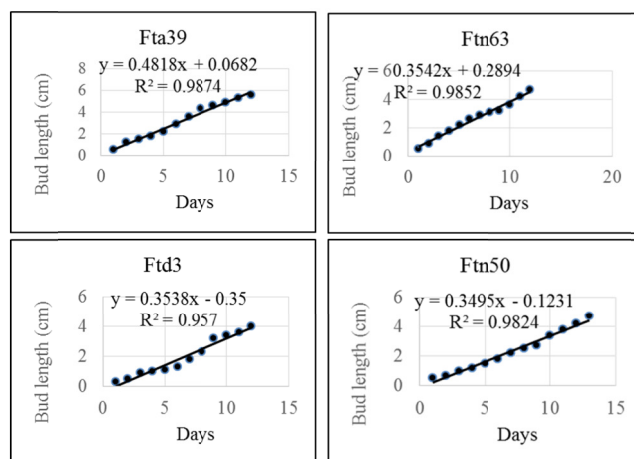 Fta39
y = 0.4818x + 0.0682
R² = 0.9874
8
6
4
2
0
0 5 10 15
Bud length (cm)
Days
Ftn63
y = 0.3542x + 0.2894
R² = 0.9852
6
4
2
0
0 10 20
Bud length (cm)
Days
Ftd3
y = 0.3538x - 0.35
R² = 0.957
6
4
2
0
0 5 10 15
Bud length (cm)
Days
Ftn50
y = 0.3495x - 0.1231
R² = 0.9824
6
4
2
0
0 5 10 15
Bud length (cm)
Days